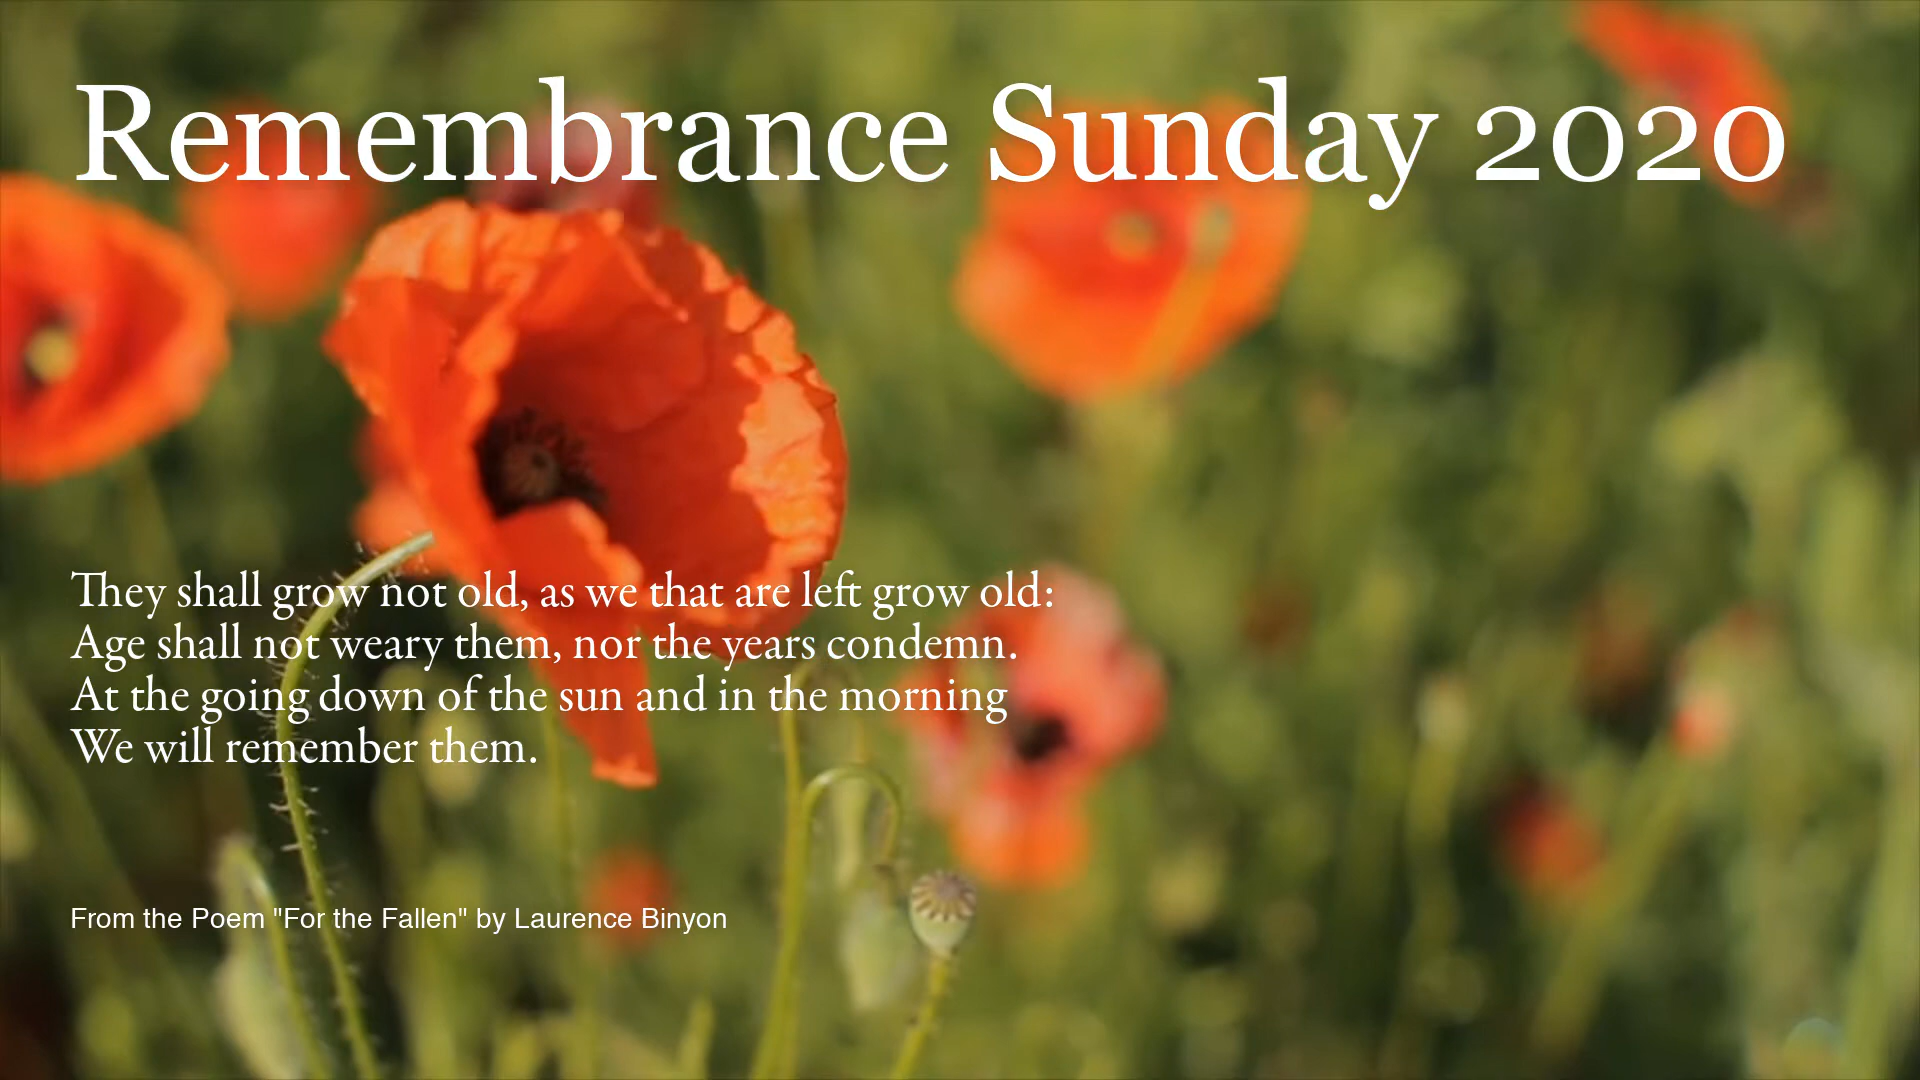 Remembrance Sunday 2020
They shall grow not old, as we that are left grow old:
Age shall not weary them, nor the years condemn.
At the going down of the sun and in the morning
We will remember them.
From the Poem "For the Fallen" by Laurence Binyon